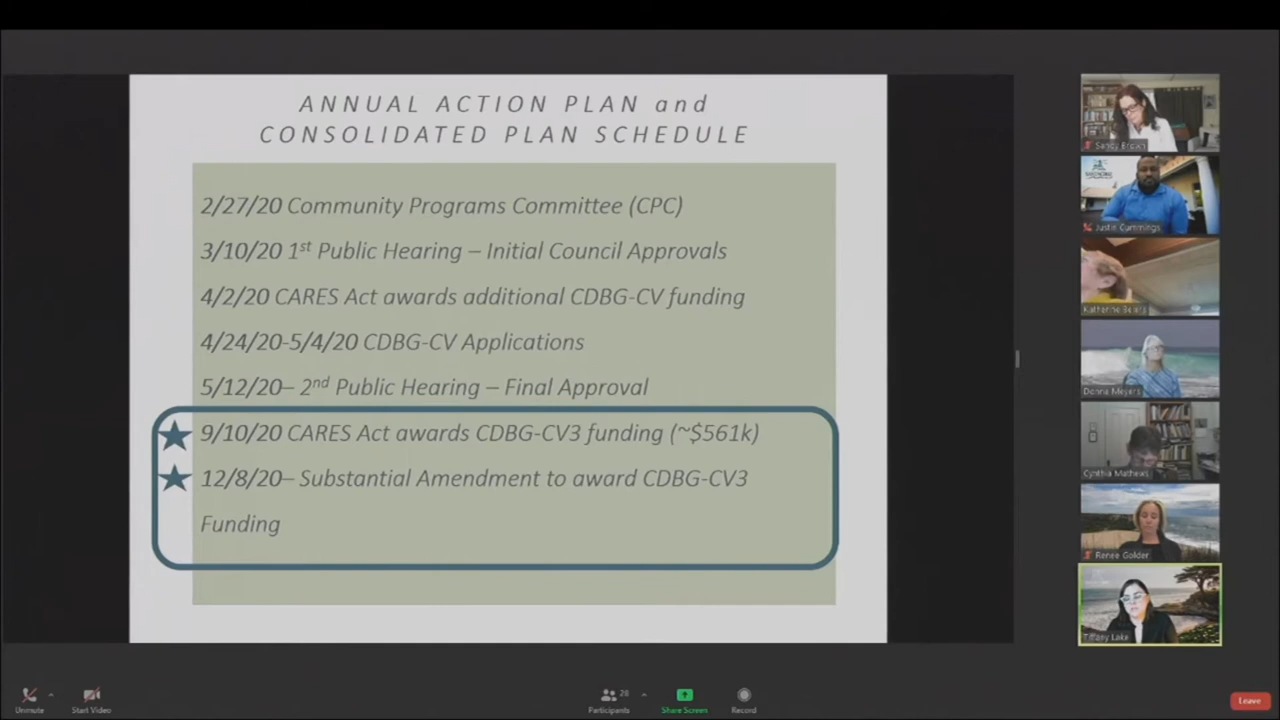 ANNUAL ACTION PLAN and
CONSOLIDATED PLAN SCHEDULE
2/27/20 Community Programs Committee (CPC)
3/10/20 1st Public Hearing – Initial Council Approvals
4/2/20 CARES Act awards additional CDBG-CV funding
4/24/20-5/4/20 CDBG-CV Applications
5/12/20– 2nd Public Hearing – Final Approval
9/10/20 CARES Act awards CDBG-CV3 funding (~$561k)
12/8/20– Substantial Amendment to award CDBG-CV3
Funding
Sandy Brown
Justin Cummings
Katherine Beiers
Donna Meyers
Cynthia Mathews
Renee Golder
Tiffany Lake
Unmute
Start Video
Participants
28
Share Screen
Record
Leave